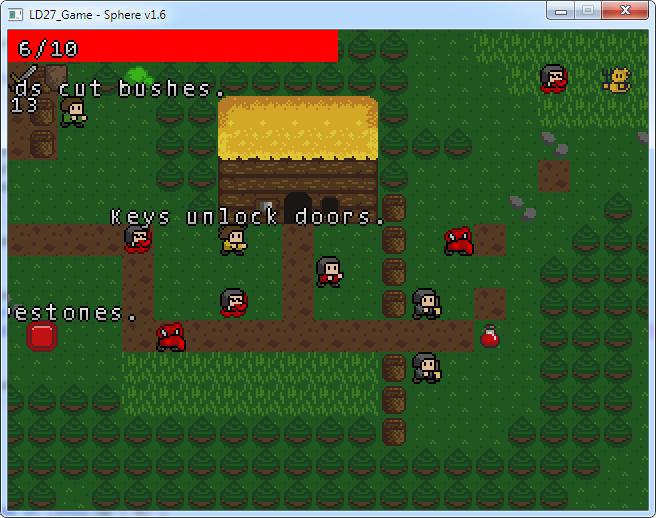 LD27_Game - Sphere v1.6
6/10
ds cut bushes.
13
Keys unlock doors.
estones.